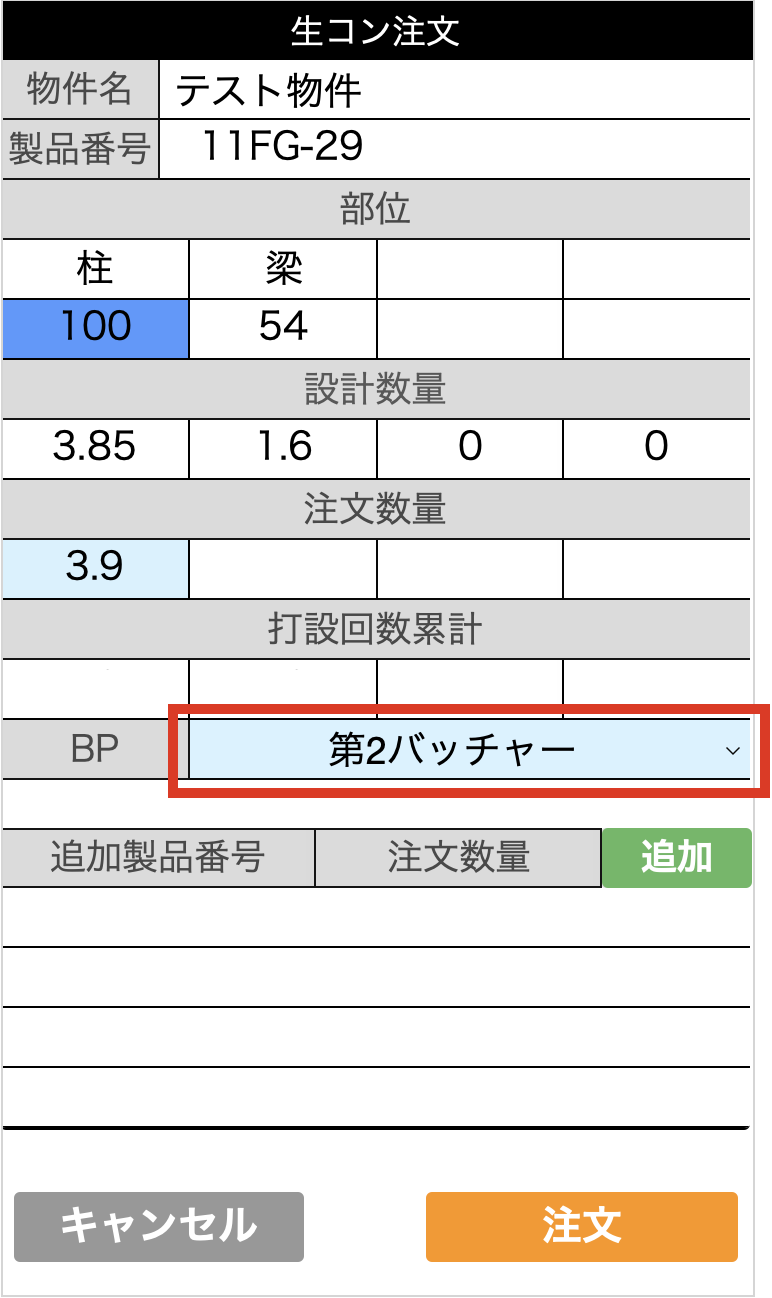 生コン注文
物件名 テスト物件
製品番号 11FG-29
部位
柱 梁
100 54
設計数量
3.85 1.6 0 0
注文数量
3.9
打設回数累計
BP 第2バッチャー
追加製品番号 注文数量 追加
キャンセル 注文